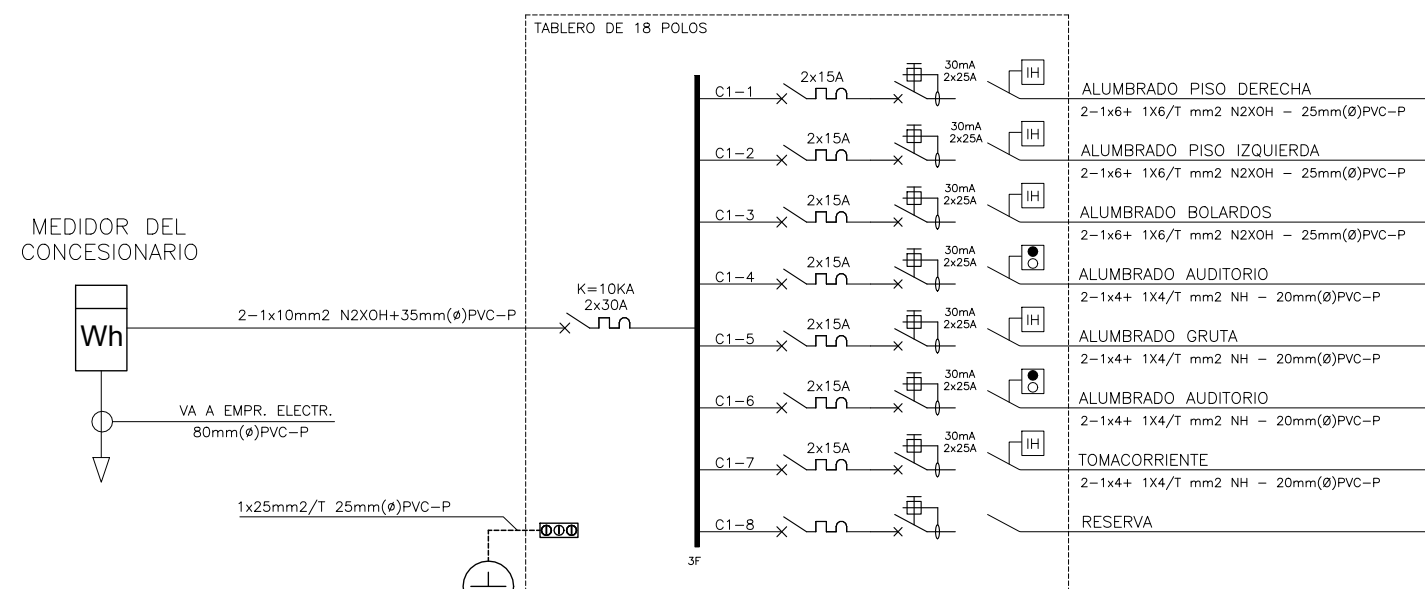 TABLERO DE 18 POLOS
MEDIDOR DEL
CONCESIONARIO
Wh
2-1x10mm2 N2XOH+35mm(ø)PVC-P
VA A EMPR. ELECTR.
80mm(ø)PVC-P
1x25mm2/T 25mm(ø)PVC-P
K=10KA
2x30A
3F
C1-1
2x15A
30mA
2x25A
IH
ALUMBRADO PISO DERECHA
2-1x6+ 1X6/T mm2 N2XOH - 25mm(Ø)PVC-P
C1-2
2x15A
30mA
2x25A
IH
ALUMBRADO PISO IZQUIERDA
2-1x6+ 1X6/T mm2 N2XOH - 25mm(Ø)PVC-P
C1-3
2x15A
30mA
2x25A
IH
ALUMBRADO BOLARDOS
2-1x6+ 1X6/T mm2 N2XOH - 25mm(Ø)PVC-P
C1-4
2x15A
30mA
2x25A
ALUMBRADO AUDITORIO
2-1x4+ 1X4/T mm2 NH - 20mm(Ø)PVC-P
C1-5
2x15A
30mA
2x25A
IH
ALUMBRADO GRUTA
2-1x4+ 1X4/T mm2 NH - 20mm(Ø)PVC-P
C1-6
2x15A
30mA
2x25A
ALUMBRADO AUDITORIO
2-1x4+ 1X4/T mm2 NH - 20mm(Ø)PVC-P
C1-7
2x15A
30mA
2x25A
IH
TOMACORRIENTE
2-1x4+ 1X4/T mm2 NH - 20mm(Ø)PVC-P
C1-8
RESERVA